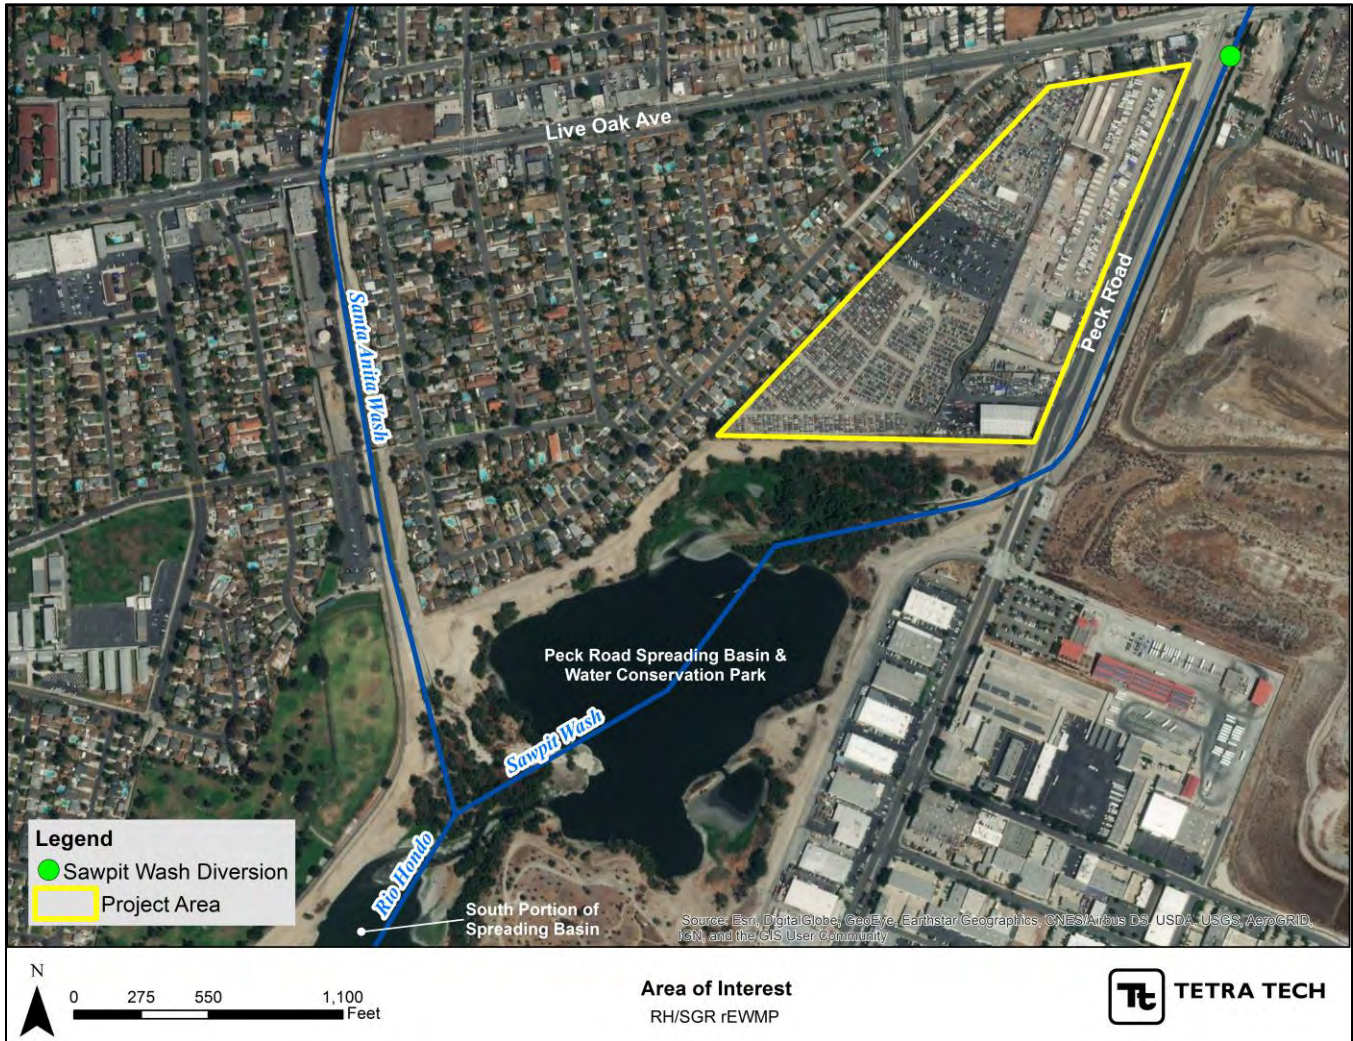 Live Oak Ave
Santa Anita Wash
Peck Road
Peck Road Spreading Basin &
Water Conservation Park
Sawpit Wash
Rio Hondo
South Portion of
Spreading Basin
Legend
Sawpit Wash Diversion
Project Area
Source: Esri, DigitalGlobe, GeoEye, Earthstar Geographics, CNES/Airbus DS, USDA, USGS, AeroGRID,
IGN, and the GIS User Community
N
0 275 550 1,100
Feet
Area of Interest
RH/SGR rEWMP
Tt TETRA TECH